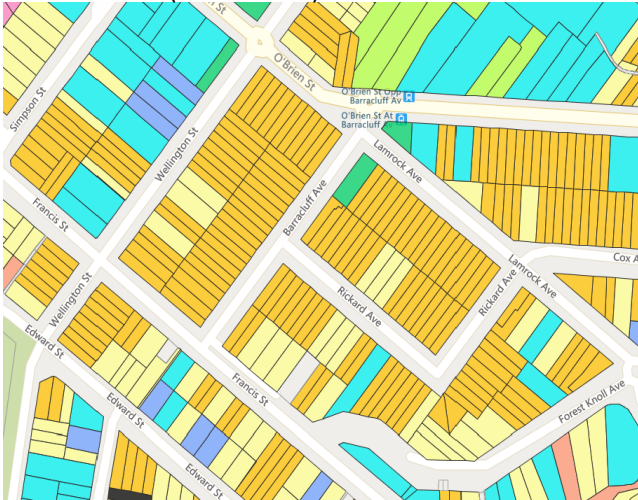 O'Brien St
O'Brien St Opp
Barracluff Av
O'Brien St At
Simpson St
Wellington St
Lamrock Ave
Barracluff Ave
Francis St
Lamrock Ave
Cox A
Rickard Ave
Rickard Ave
Wellington St
Edward St
Francis St
Forest Knoll Ave
Edward St
Edward St